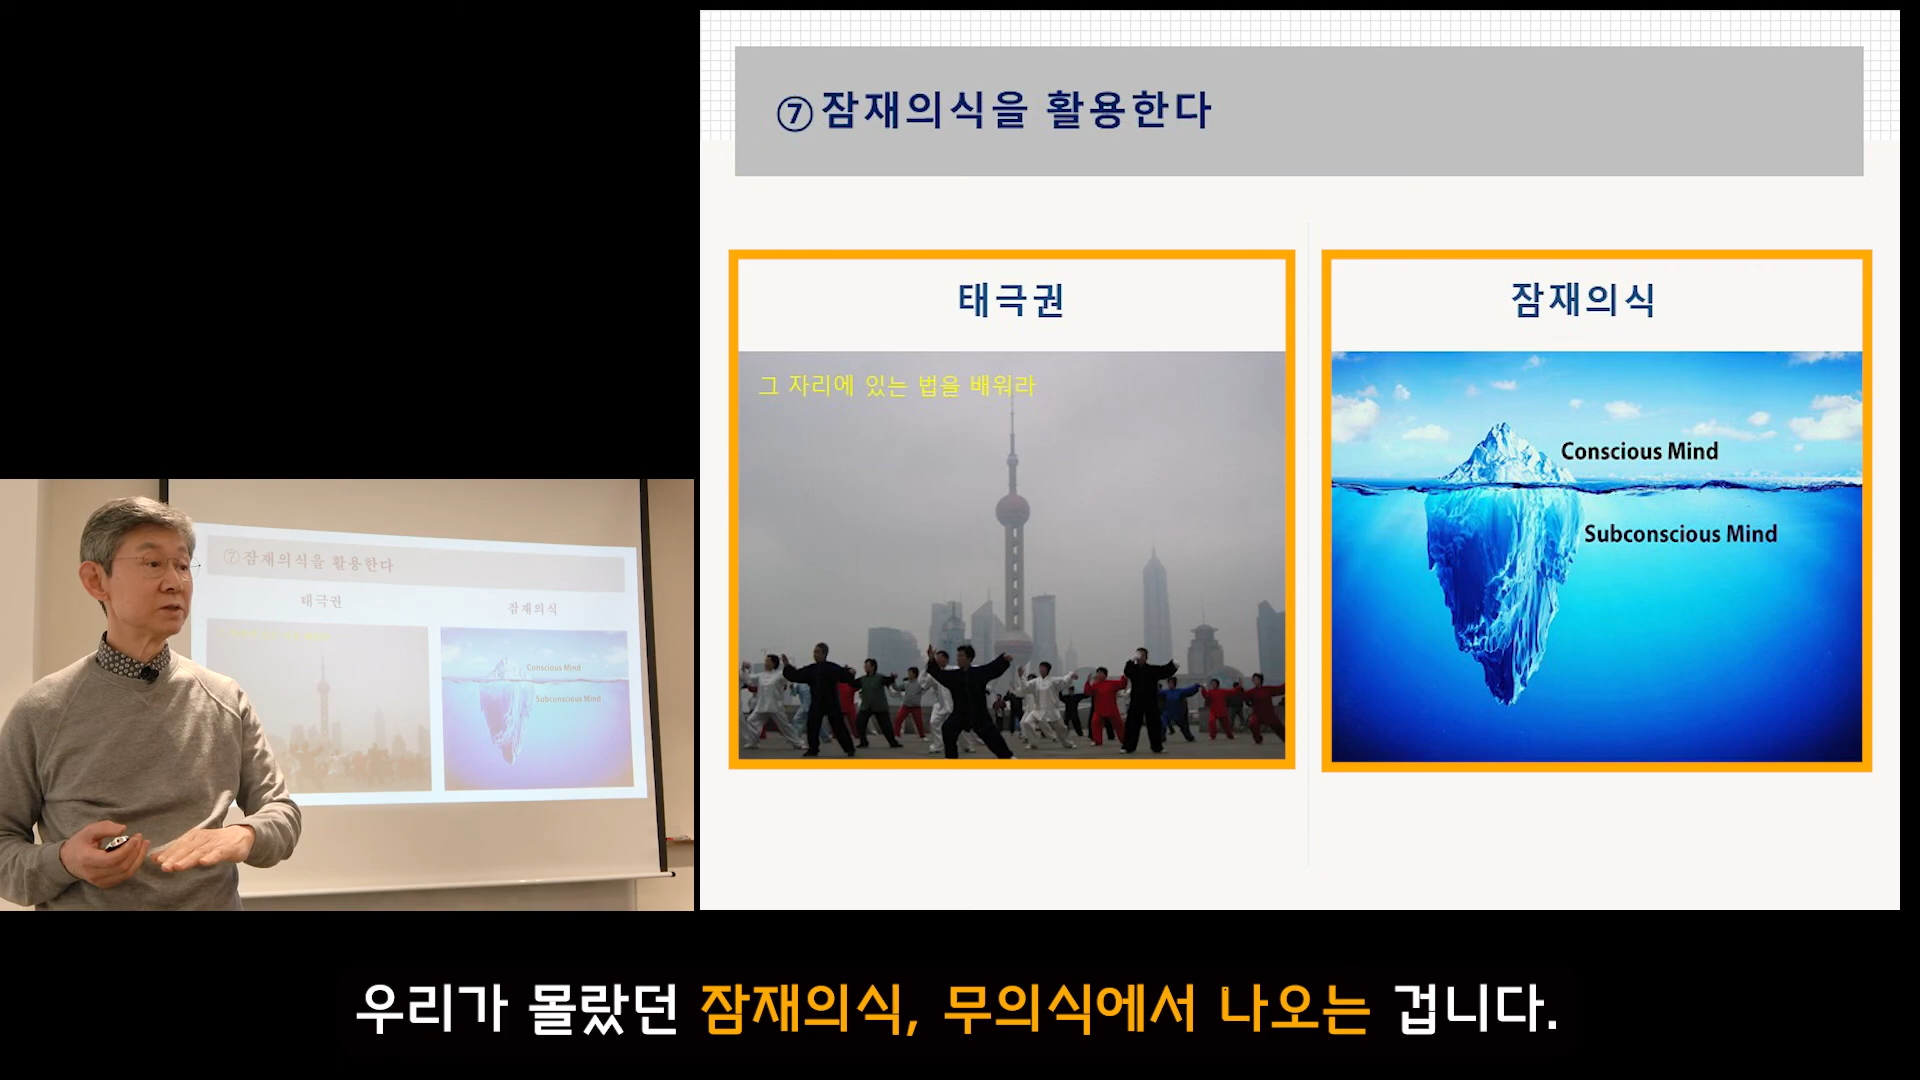 ⑦잠재의식을 활용한다
태극권
그 자리에 있는 법을 배워라
잠재의식
Conscious Mind
Subconscious Mind
⑦잠재의식을 활용한다
태극권
잠재의식
Conscious Mind
Subconscious Mind
우리가 몰랐던 잠재의식, 무의식에서 나오는 겁니다.